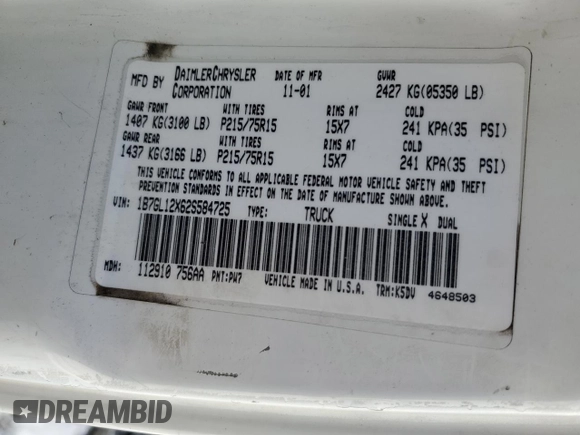 MFD BY DAIMLERCHRYSLER CORPORATION DATE OF MFR 11-01 GVWR 2427 KG(05350 LB)
GAWR FRONT WITH TIRES RIMS AT COLD
1407 KG(3100 LB) P215/75R15 15X7 241 KPA(35 PSI)
GAWR REAR WITH TIRES RIMS AT COLD
1437 KG(3166 LB) P215/75R15 15X7 241 KPA(35 PSI)
THIS VEHICLE CONFORMS TO ALL APPLICABLE FEDERAL MOTOR VEHICLE SAFETY AND THEFT
PREVENTION STANDARDS IN EFFECT ON THE DATE OF MANUFACTURE SHOWN ABOVE.
VIN: 1B7GL12X62S584725 TYPE: TRUCK SINGLE X DUAL
MDH: 112910 756AA PNT:PW7 VEHICLE MADE IN U.S.A. TRM:K5DV 4648503
DREAMBID